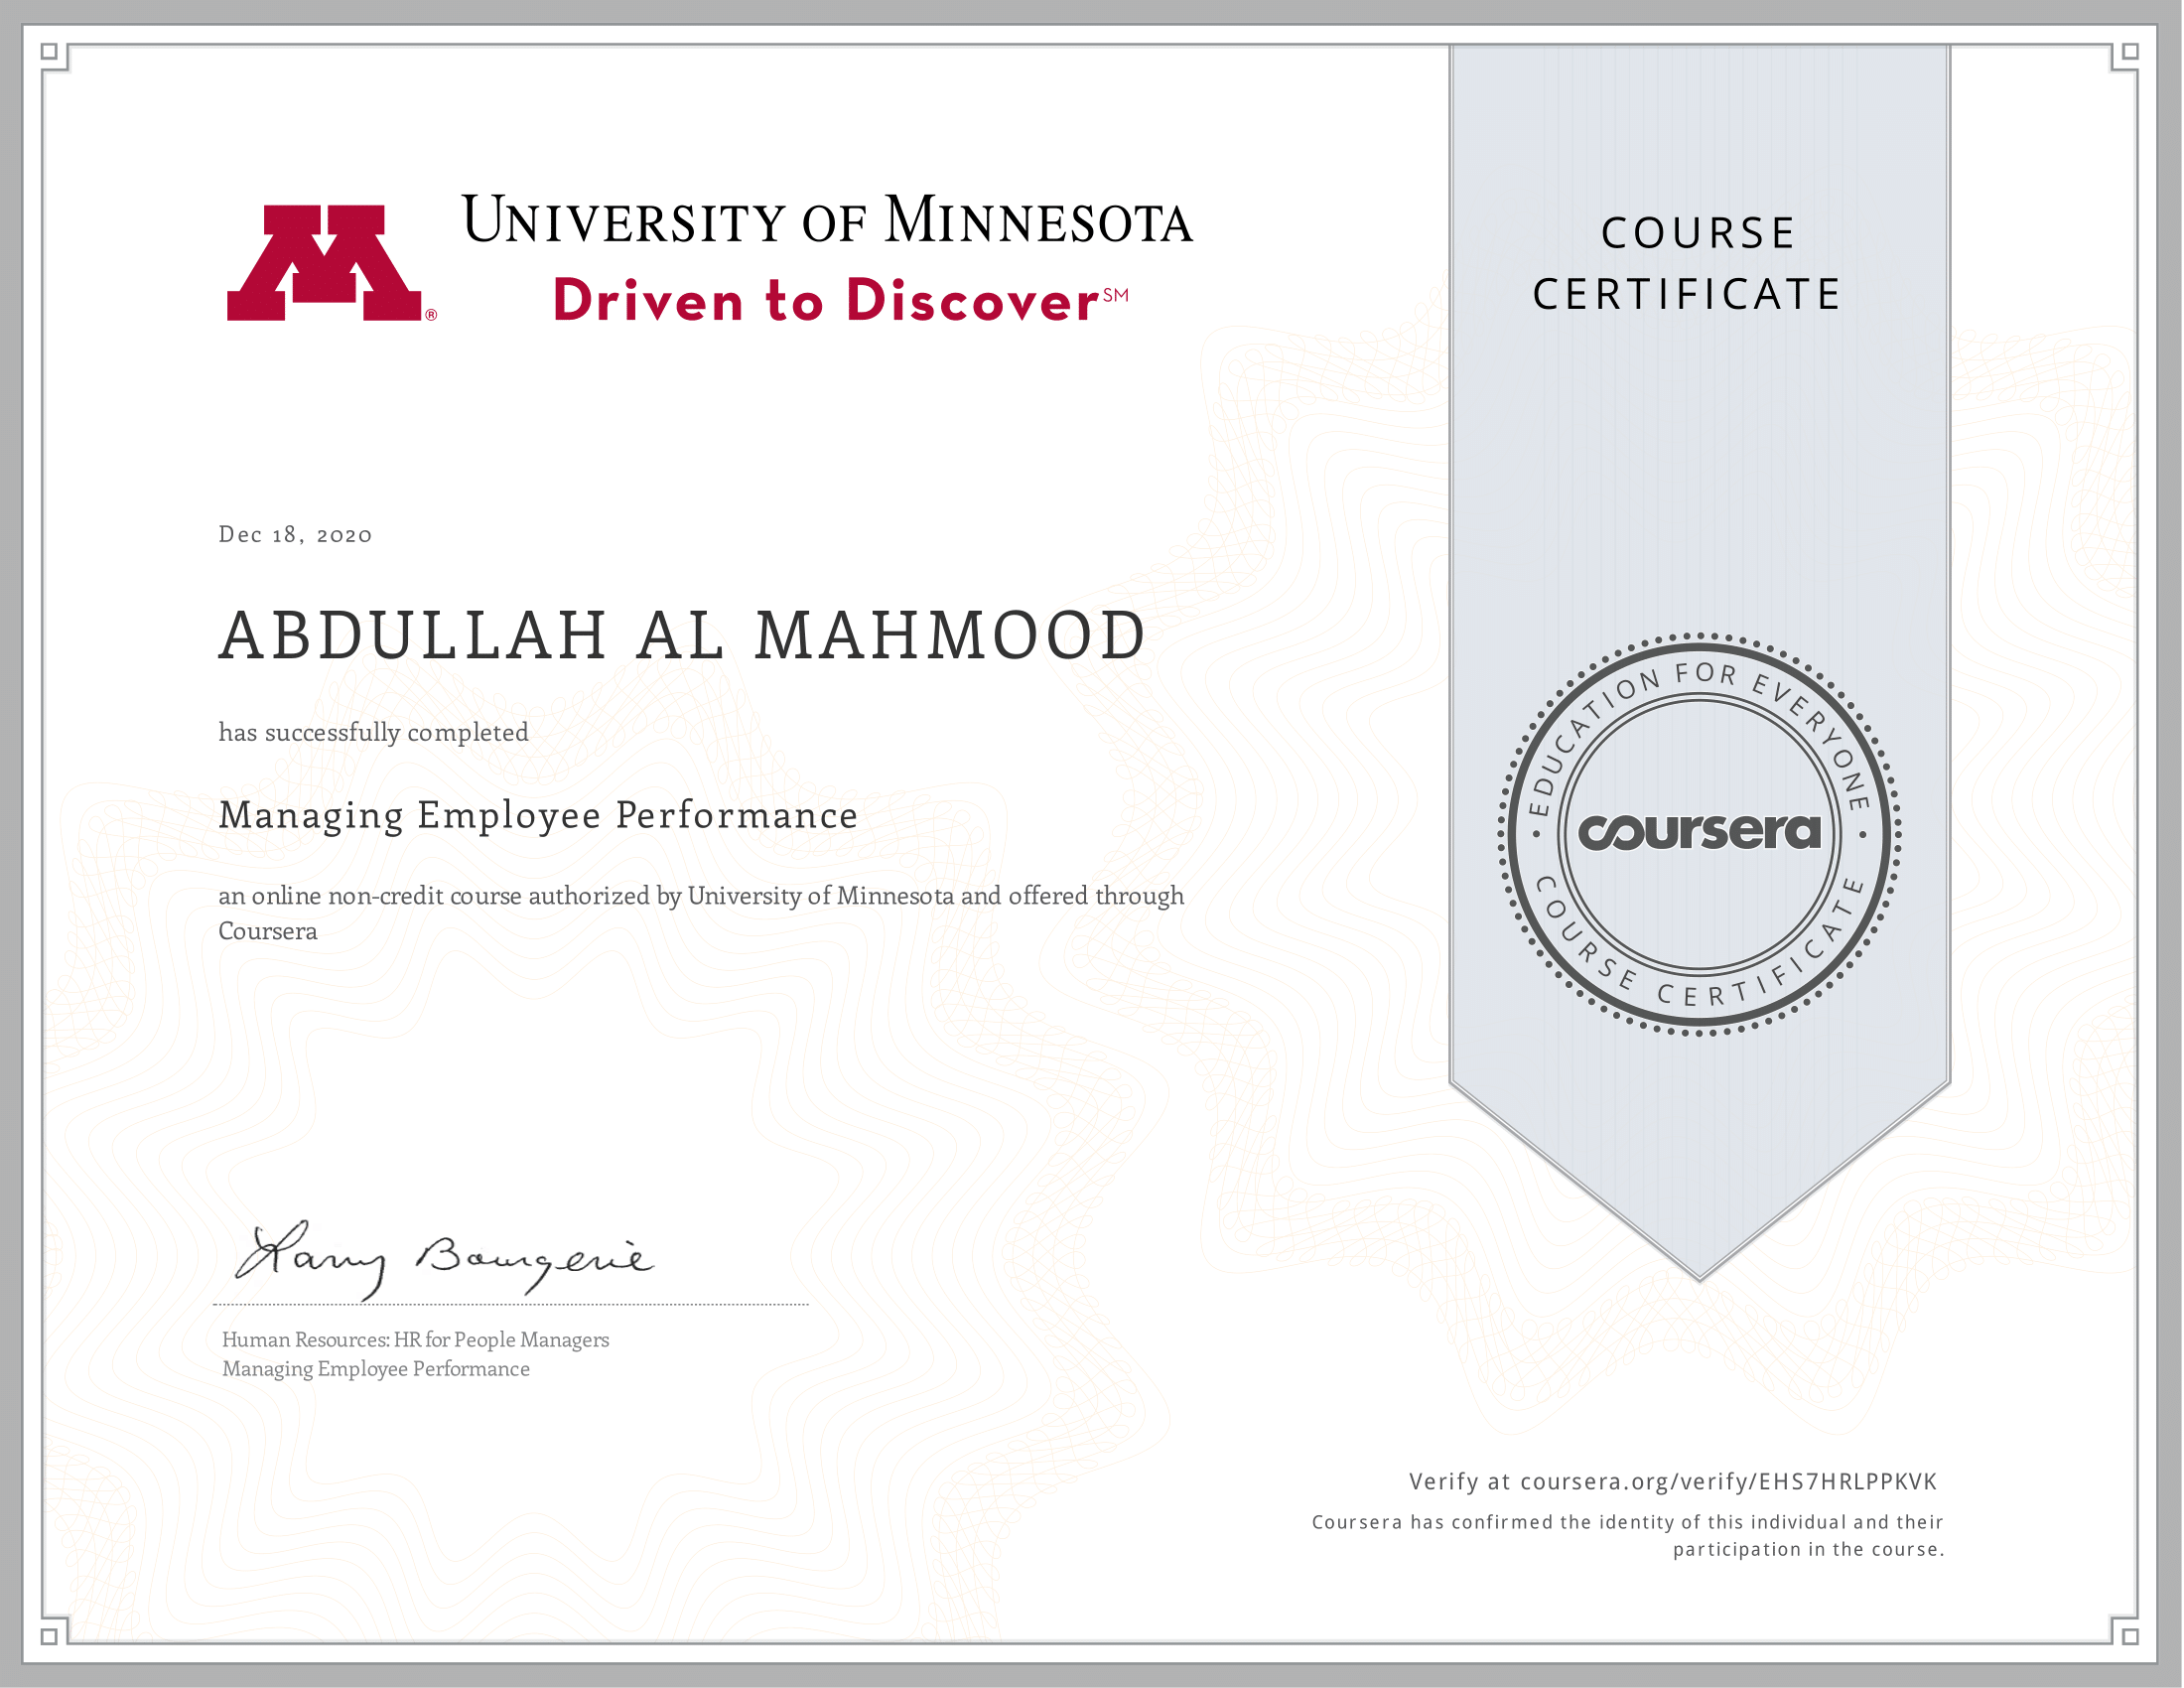 UNIVERSITY OF MINNESOTA
Driven to Discover℠
COURSE
CERTIFICATE
Dec 18, 2020
ABDULLAH AL MAHMOOD
has successfully completed
Managing Employee Performance
an online non-credit course authorized by University of Minnesota and offered through
Coursera
EDUCATION FOR EVERYONE
coursera
COURSE CERTIFICATE
Larry Bourgerie
Human Resources: HR for People Managers
Managing Employee Performance
Verify at coursera.org/verify/EHS7HRLPPKVK
Coursera has confirmed the identity of this individual and their
participation in the course.